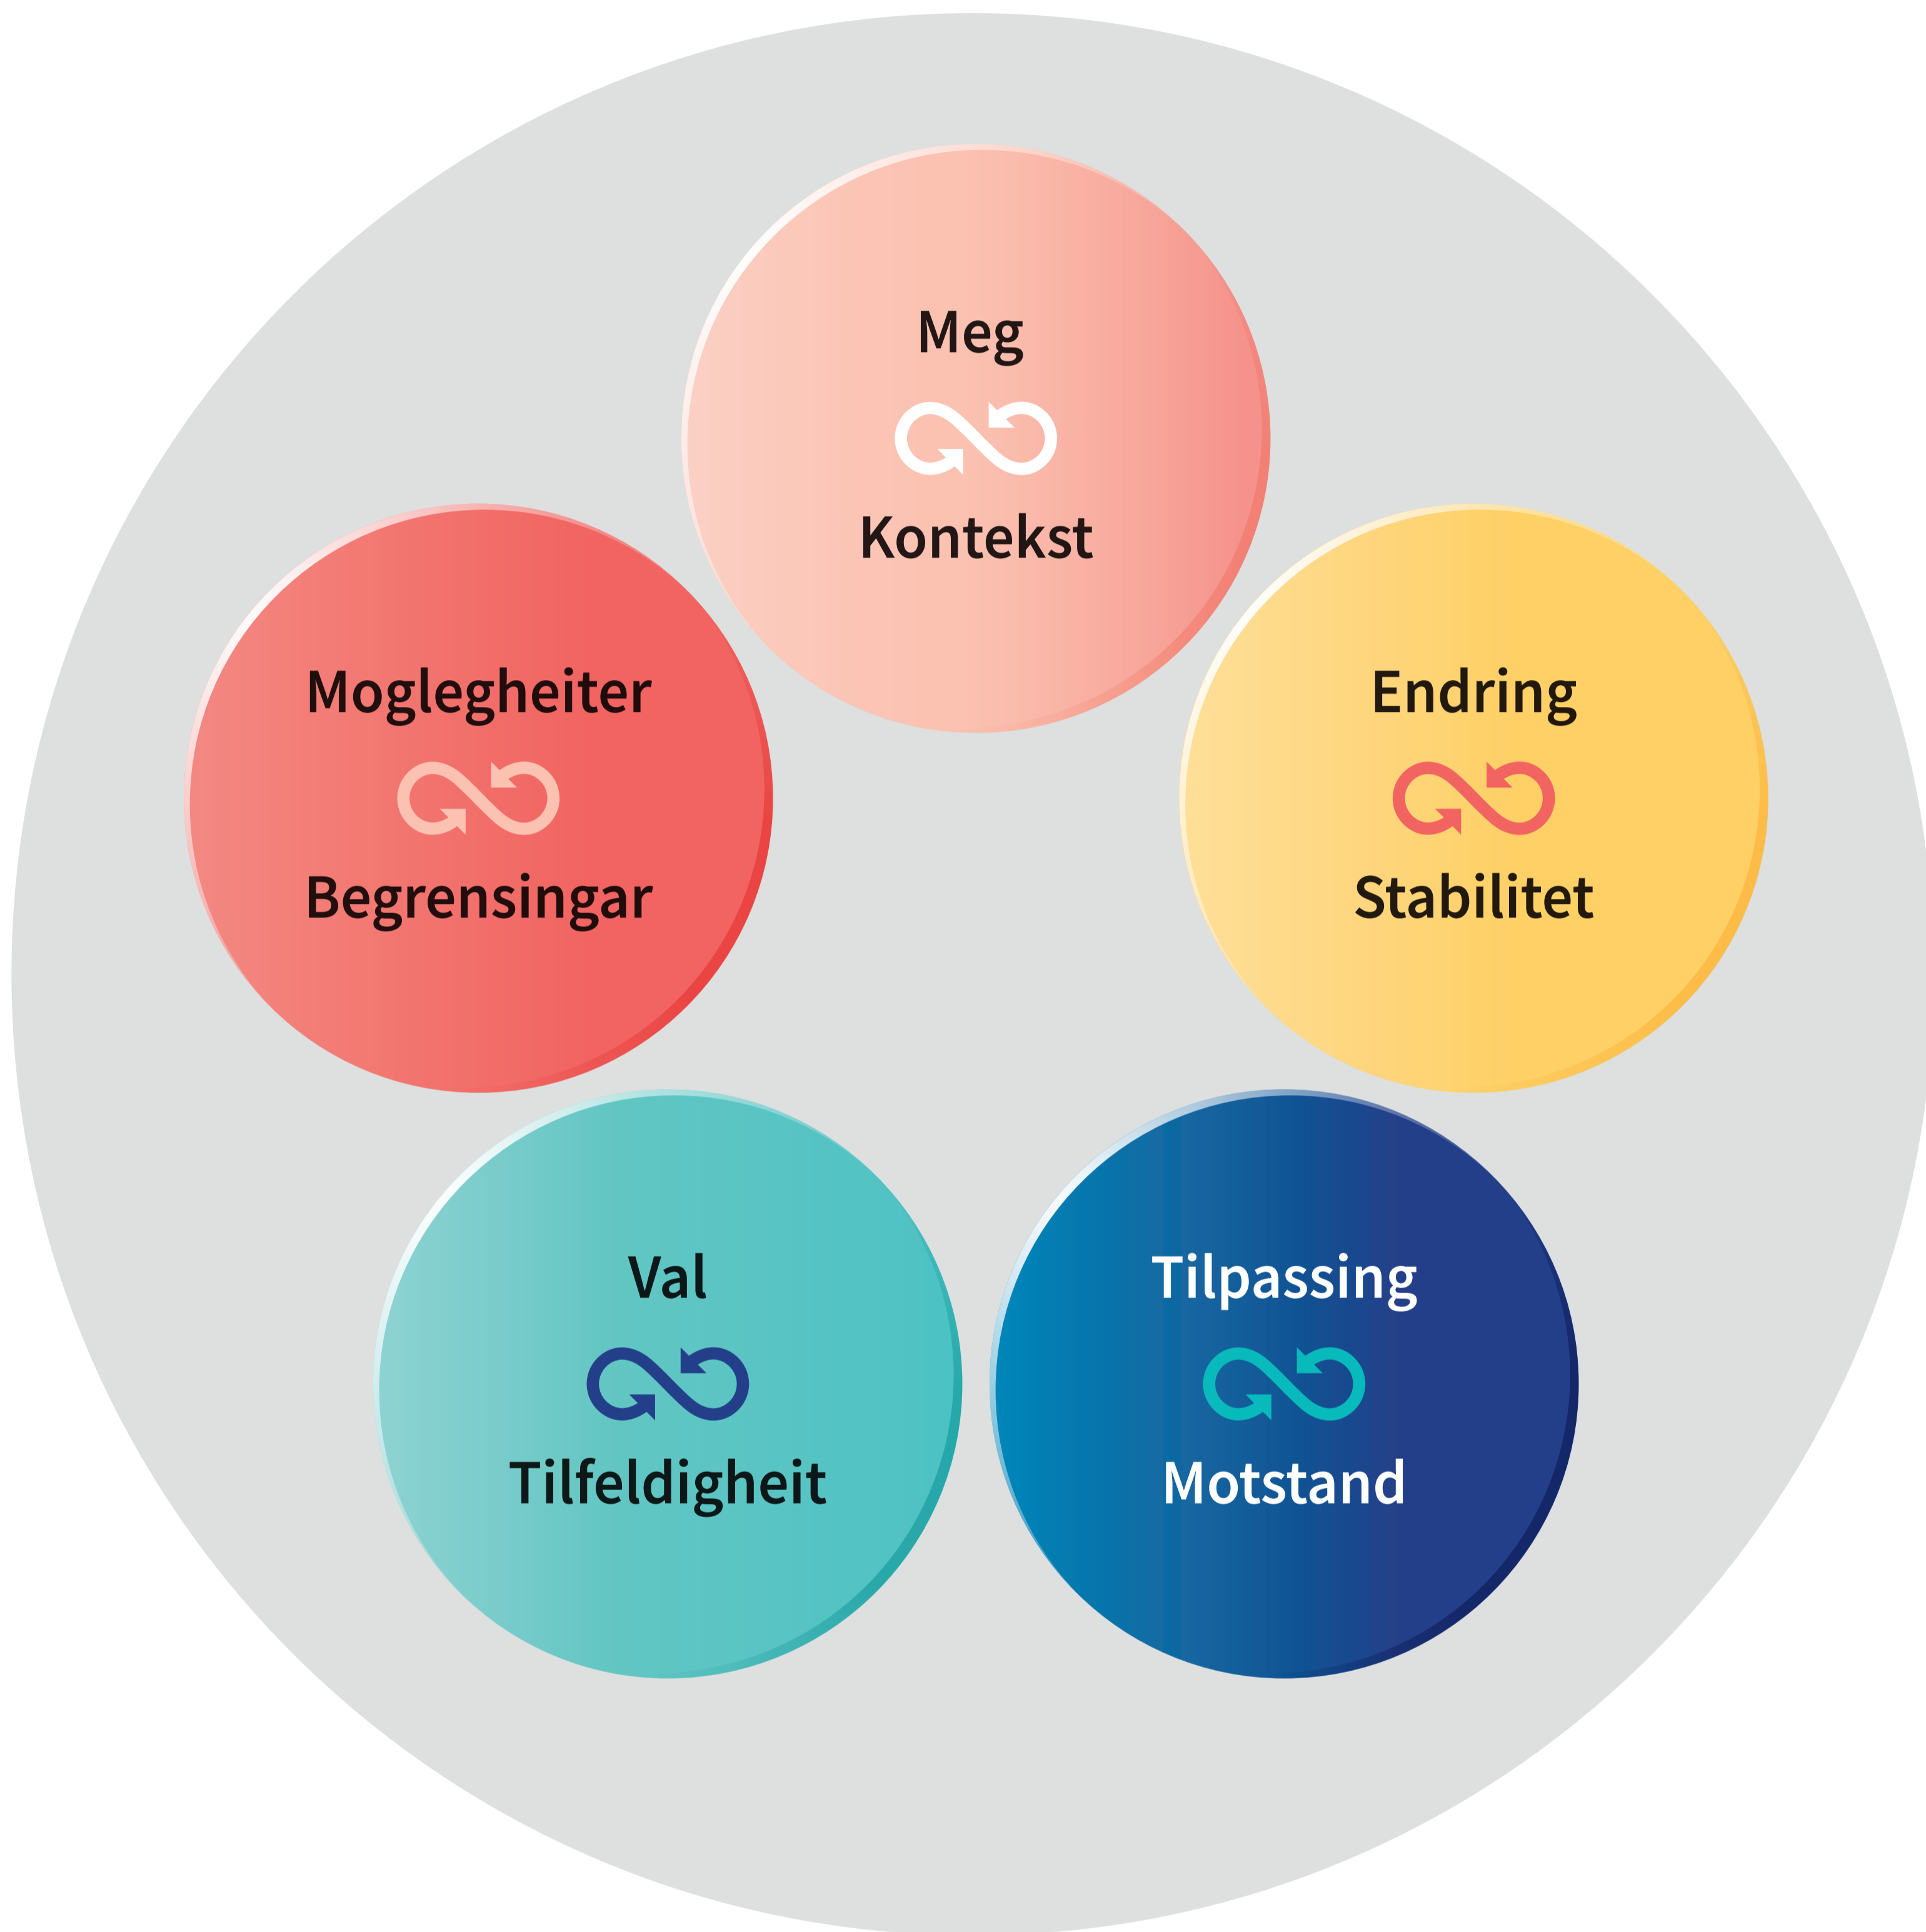 Meg
Kontekst
Moglegheiter
Begrensingar
Endring
Stabilitet
Val
Tilfeldigheit
Tilpassing
Motstand